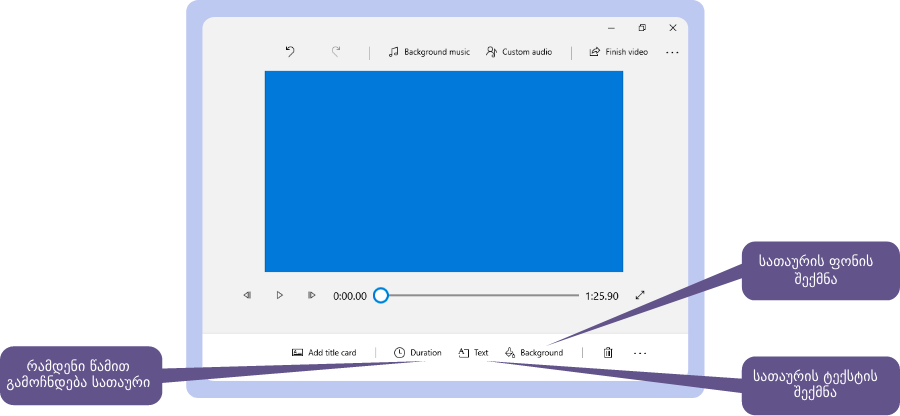 Background music Custom audio Finish video
0:00.00 1:25.90
სათაურის ფონის
შექმნა
Add title card Duration Text Background
რამდენი წამით
გამოჩნდება სათაური
სათაურის ტექსტის
შექმნა